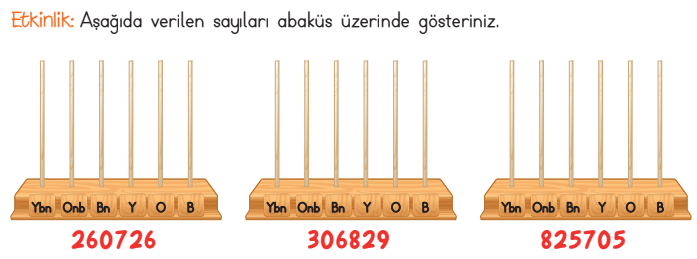 Etkinlik: Aşağıda verilen sayıları abaküs üzerinde gösteriniz.
Ybn Onb Bn Y O B
Ybn Onb Bn Y O B
Ybn Onb Bn Y O B
260726
306829
825705